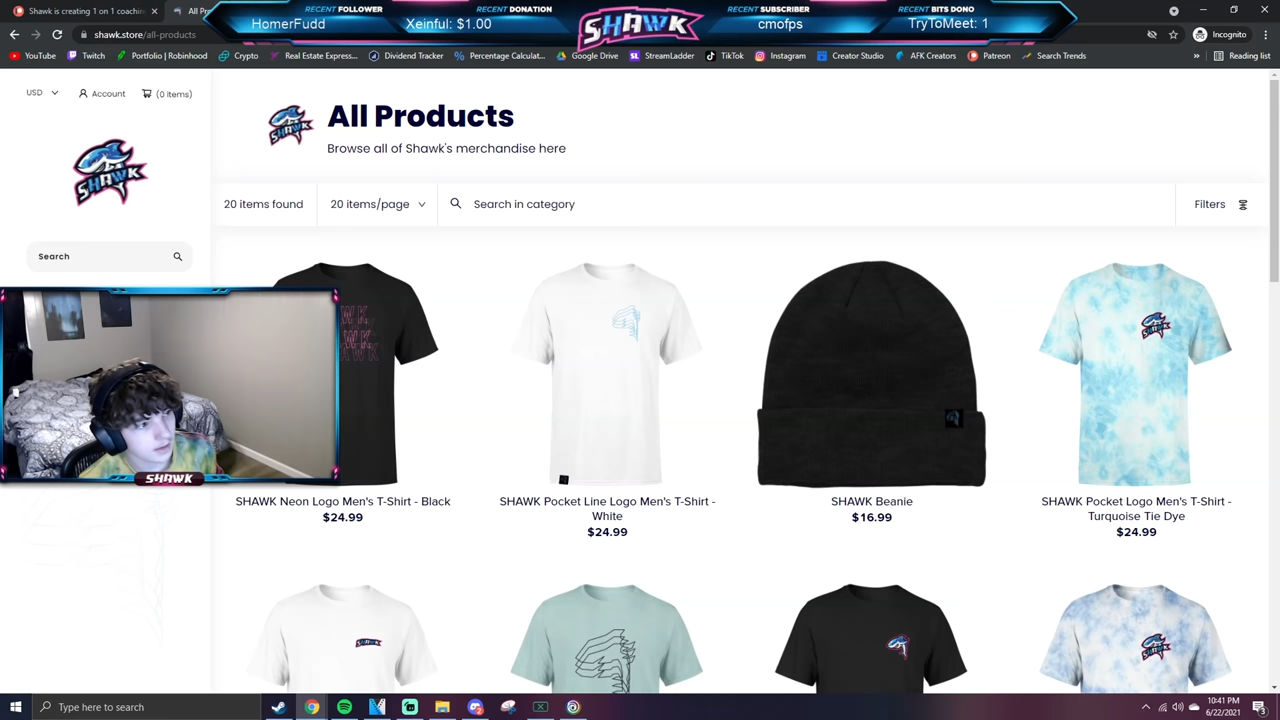 Shawk is creating 1 on 1 coachin
All Pr
RECENT FOLLOWER
HomerFudd
RECENT DONATION
Xeinful: $1.00
SHAWK
RECENT SUBSCRIBER
cmofps
RECENT BITS DONO
TryToMeet: 1
shawk.store/all-products
Incognito
YouTube
Twitch
Portfolio | Robinhood
Crypto
Real Estate Express...
Dividend Tracker
Percentage Calculat...
Google Drive
StreamLadder
TikTok
Instagram
Creator Studio
AFK Creators
Patreon
Search Trends
»
Reading list
USD
Account
(0 items)
SHAWK
Search
SHAWK
All Products
Browse all of Shawk's merchandise here
20 items found
20 items/page
Search in category
Filters
SHAWK
SHAWK Neon Logo Men's T-Shirt - Black
$24.99
SHAWK Pocket Line Logo Men's T-Shirt -
White
$24.99
SHAWK Beanie
$16.99
SHAWK
SHAWK Pocket Logo Men's T-Shirt -
Turquoise Tie Dye
$24.99
SHAWK
SHAWK
Type here to search
10:41 PM
6/22/2021